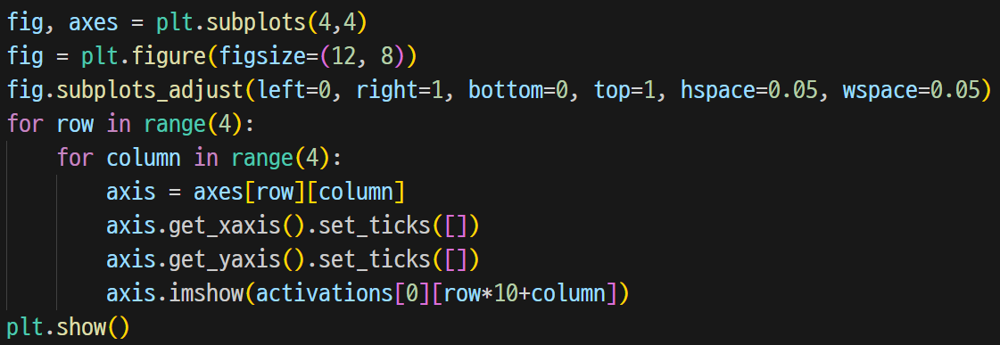 fig, axes = plt.subplots(4,4)
fig = plt.figure(figsize=(12, 8))
fig.subplots_adjust(left=0, right=1, bottom=0, top=1, hspace=0.05, wspace=0.05)
for row in range(4):
    for column in range(4):
        axis = axes[row][column]
        axis.get_xaxis().set_ticks([])
        axis.get_yaxis().set_ticks([])
        axis.imshow(activations[0][row*10+column])
plt.show()